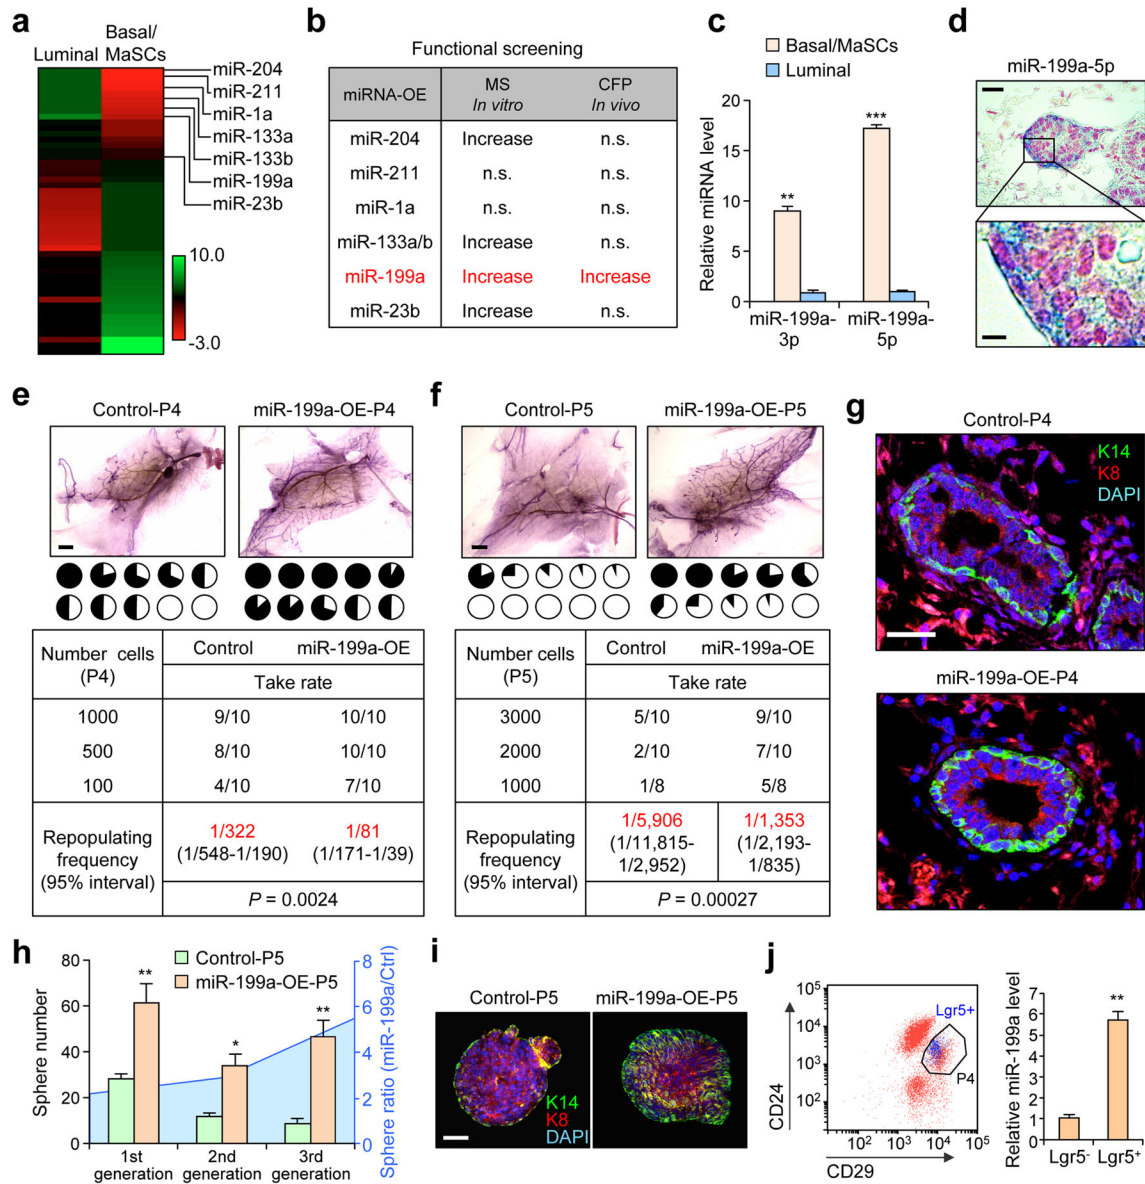 a
Luminal
Basal/
MaSCs
miR-204
miR-211
miR-1a
miR-133a
miR-133b
miR-199a
miR-23b
10.0
-3.0
b
Functional screening
miRNA-OE MS In vitro CFP In vivo
miR-204 Increase n.s.
miR-211 n.s. n.s.
miR-1a n.s. n.s.
miR-133a/b Increase n.s.
miR-199a Increase Increase
miR-23b Increase n.s.
c
Basal/MaSCs
Luminal
Relative miRNA level
20
15
10
5
0
**
***
miR-199a-3p
miR-199a-5p
d
miR-199a-5p
e
Control-P4 miR-199a-OE-P4
Number cells (P4) Control miR-199a-OE
Take rate
1000 9/10 10/10
500 8/10 10/10
100 4/10 7/10
Repopulating frequency (95% interval)
1/322 1/81
(1/548-1/190) (1/171-1/39)
P = 0.0024
f
Control-P5 miR-199a-OE-P5
Number cells (P5) Control miR-199a-OE
Take rate
3000 5/10 9/10
2000 2/10 7/10
1000 1/8 5/8
Repopulating frequency (95% interval)
1/5,906 (1/11,815-1/2,952)
1/1,353 (1/2,193-1/835)
P = 0.00027
g
Control-P4
K14
K8
DAPI
miR-199a-OE-P4
h
Control-P5
miR-199a-OE-P5
Sphere number
80
60
40
20
0
**
*
**
8
6
4
2
0
Sphere ratio (miR-199a/Ctrl)
1st generation
2nd generation
3rd generation
i
Control-P5 miR-199a-OE-P5
K14
K8
DAPI
j
CD24
10⁵
10⁴
10³
10²
Lgr5+
P4
10² 10³ 10⁴ 10⁵
CD29
Relative miR-199a level
7
6
5
4
3
2
1
0
**
Lgr5⁻ Lgr5⁺